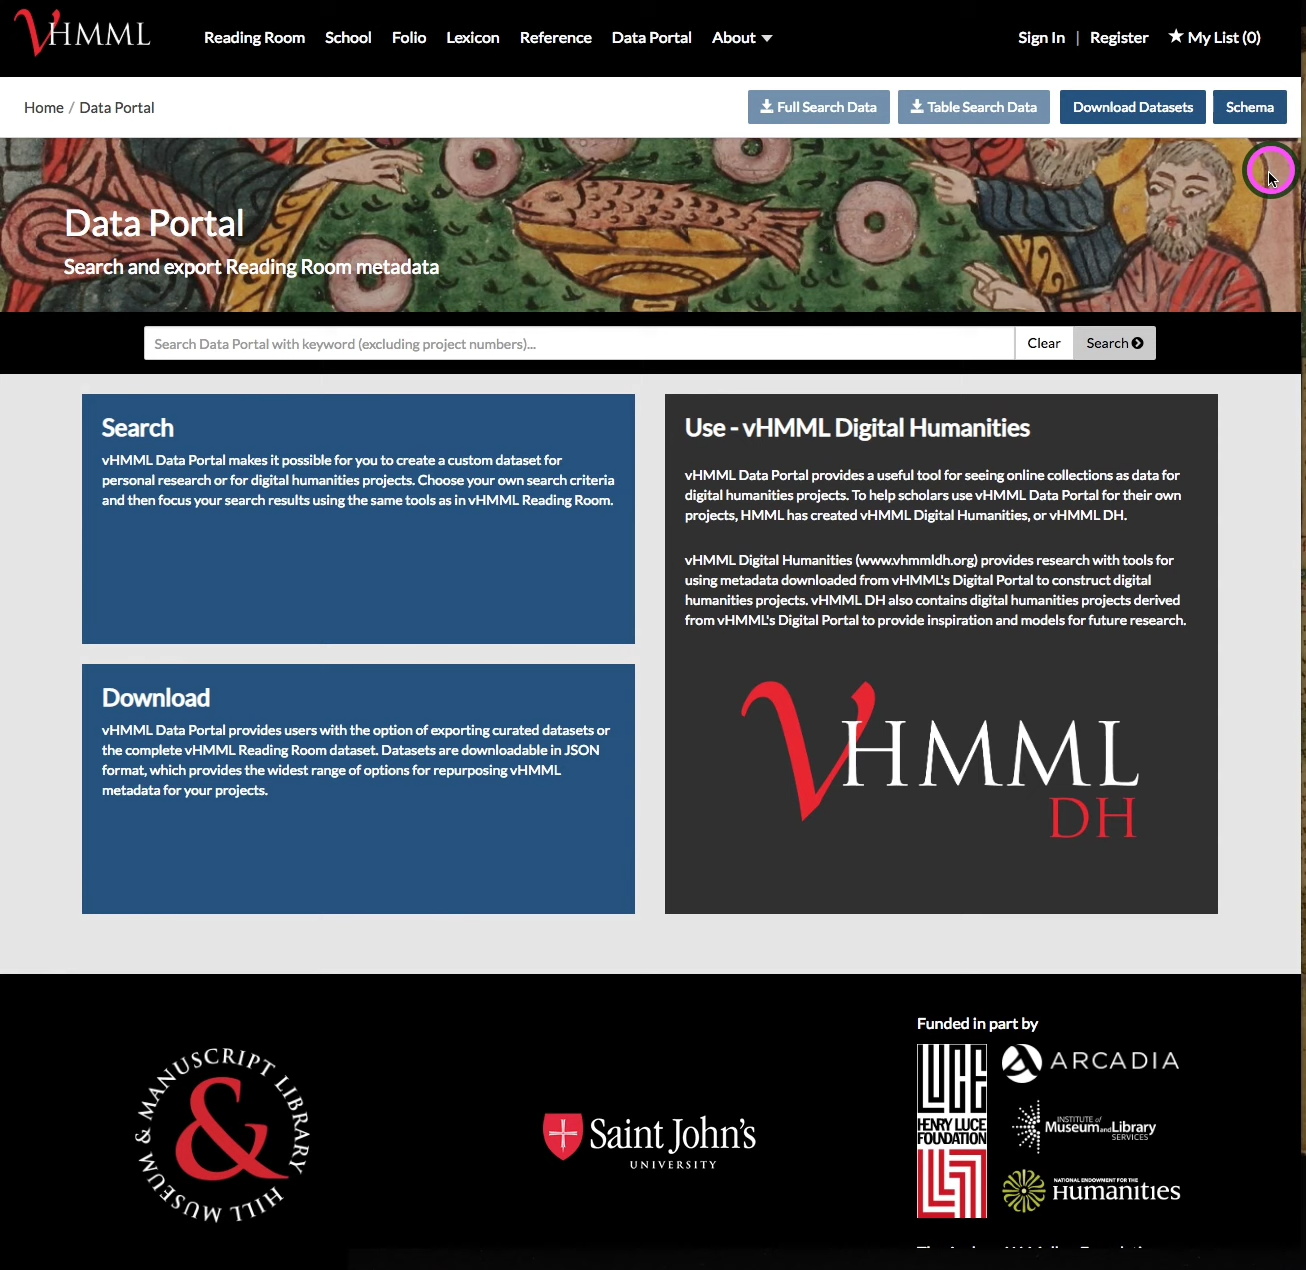 VHMML
Reading Room School Folio Lexicon Reference Data Portal About
Sign In | Register My List (0)
Home / Data Portal
Full Search Data Table Search Data Download Datasets Schema
Data Portal
Search and export Reading Room metadata
Search Data Portal with keyword (excluding project numbers)...
Clear Search
Search
vHMML Data Portal makes it possible for you to create a custom dataset for
personal research or for digital humanities projects. Choose your own search criteria
and then focus your search results using the same tools as in vHMML Reading Room.
Download
vHMML Data Portal provides users with the option of exporting curated datasets or
the complete vHMML Reading Room dataset. Datasets are downloadable in JSON
format, which provides the widest range of options for repurposing vHMML
metadata for your projects.
Use - vHMML Digital Humanities
vHMML Data Portal provides a useful tool for seeing online collections as data for
digital humanities projects. To help scholars use vHMML Data Portal for their own
projects, HMML has created vHMML Digital Humanities, or vHMML DH.
vHMML Digital Humanities (www.vhmmldh.org) provides research with tools for
using metadata downloaded from vHMML's Digital Portal to construct digital
humanities projects. vHMML DH also contains digital humanities projects derived
from vHMML's Digital Portal to provide inspiration and models for future research.
VHMML
DH
HILL MUSEUM & MANUSCRIPT LIBRARY
&
Saint John's
UNIVERSITY
Funded in part by
LUCE
HENRY LUCE
FOUNDATION
ARCADIA
INSTITUTE of
Museum and Library
SERVICES
NATIONAL ENDOWMENT FOR THE
Humanities